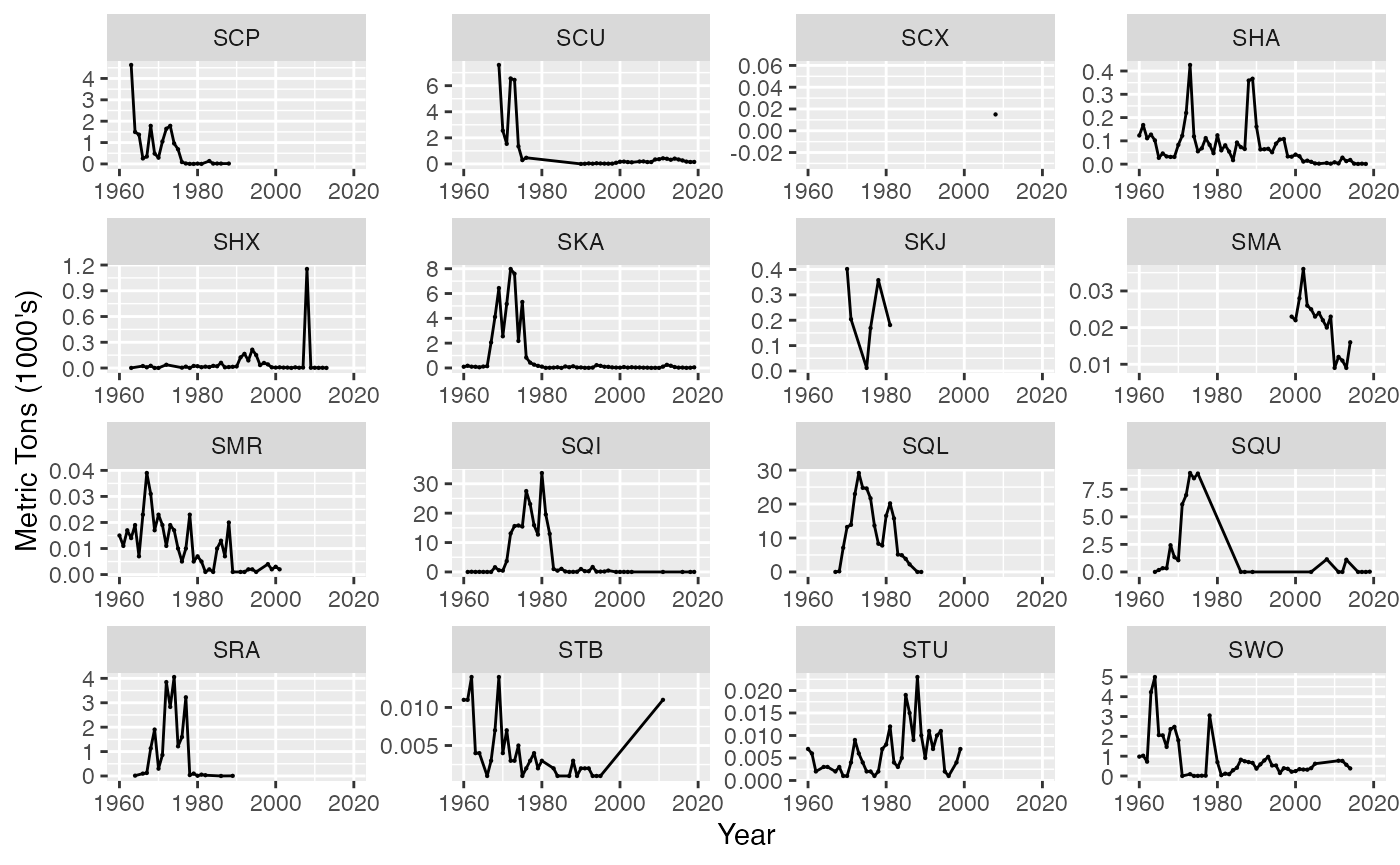 SCP SCU SCX SHA
4 3 2 1 0
6 4 2 0
0.06 0.04 0.02 0.00 -0.02
0.4 0.3 0.2 0.1 0.0
1960 1980 2000 2020 1960 1980 2000 2020 1960 1980 2000 2020 1960 1980 2000 2020
SHX SKA SKJ SMA
1.2 0.9 0.6 0.3 0.0
8 6 4 2 0
0.4 0.3 0.2 0.1 0.0
0.03 0.02 0.01
1960 1980 2000 2020 1960 1980 2000 2020 1960 1980 2000 2020 1960 1980 2000 2020
Metric Tons (1000's)
SMR SQI SQL SQU
0.04 0.03 0.02 0.01 0.00
30 20 10 0
30 20 10 0
7.5 5.0 2.5 0.0
1960 1980 2000 2020 1960 1980 2000 2020 1960 1980 2000 2020 1960 1980 2000 2020
SRA STB STU SWO
4 3 2 1 0
0.010 0.005
0.020 0.015 0.010 0.005 0.000
5 4 3 2 1 0
1960 1980 2000 2020 1960 1980 2000 2020 1960 1980 2000 2020 1960 1980 2000 2020
Year